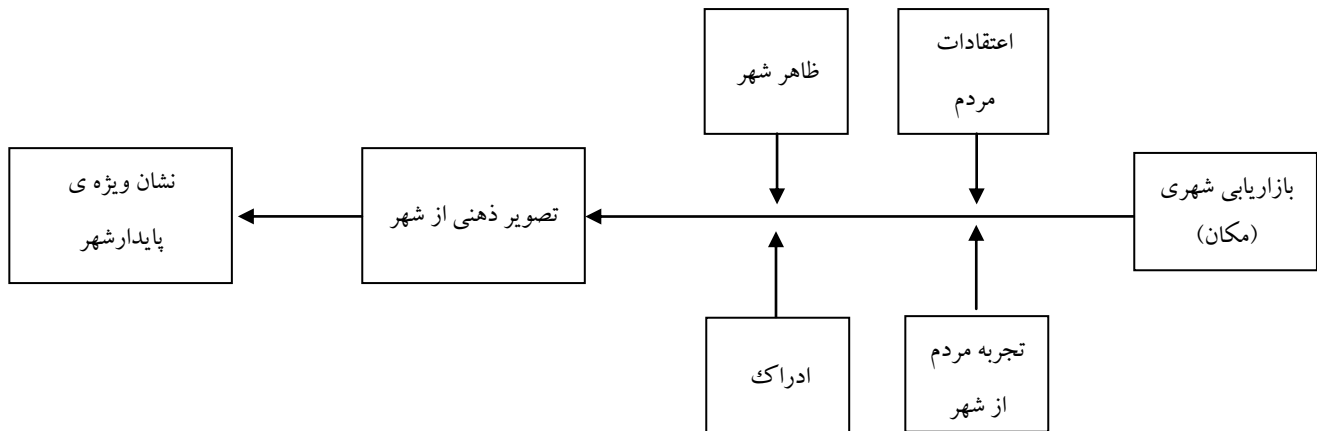 اعتقادات
مردم
ظاهر شهر
بازاریابی شهری
(مکان)
تصویر ذهنی از شهر
نشان ویژه ی
پایدارشهر
تجربه مردم
از شهر
ادراک